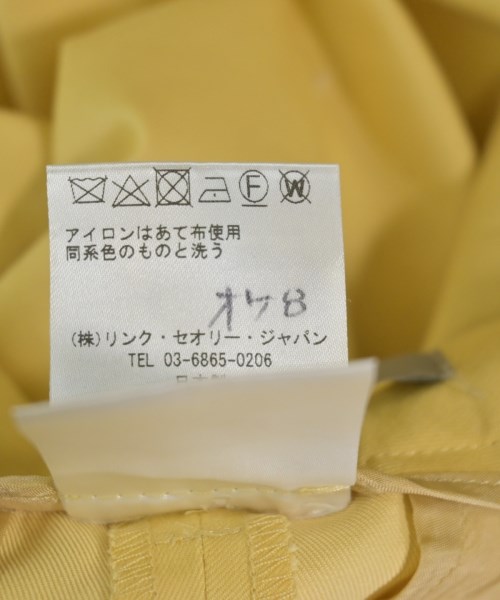 F W
アイロンはあて布使用
同系色のものと洗う
オケ8
(株)リンク・セオリー・ジャパン
TEL 03-6865-0206